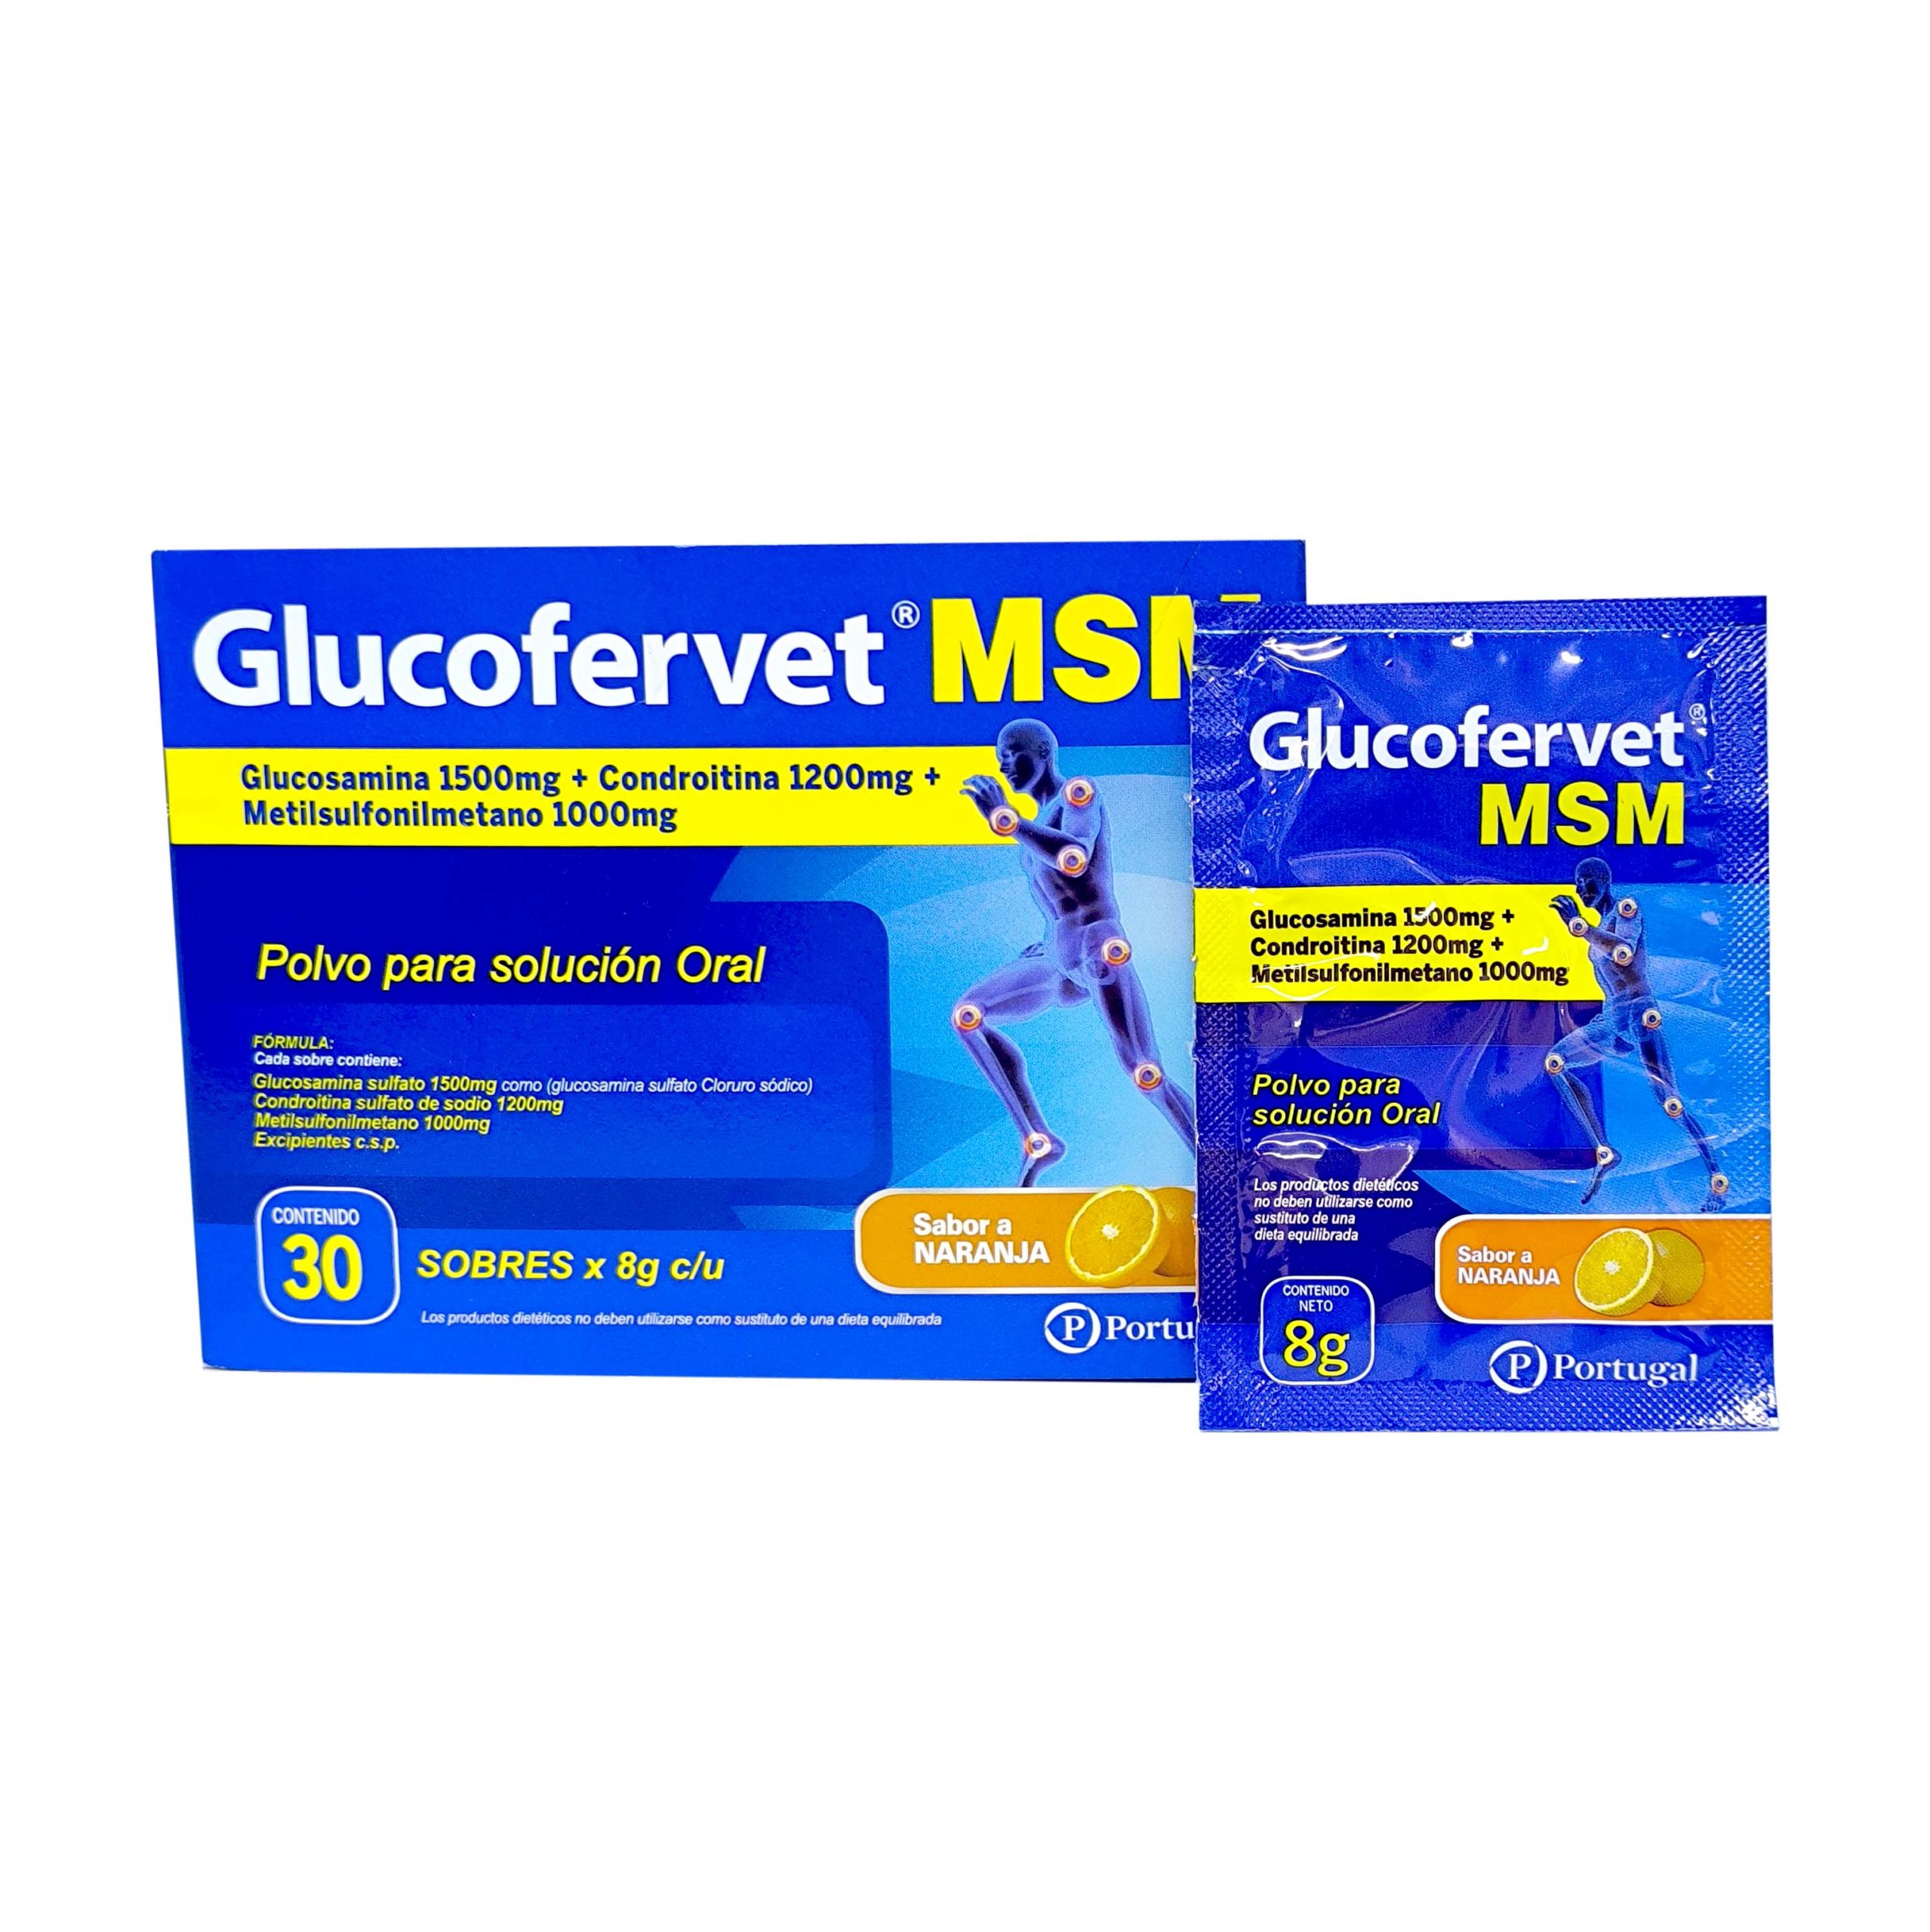 Glucofervet® MSM
Glucosamina 1500mg + Condroitina 1200mg +
Metilsulfonilmetano 1000mg
Polvo para solución Oral
FÓRMULA:
Cada sobre contiene:
Glucosamina sulfato 1500mg como (glucosamina sulfato Cloruro sódico)
Condroitina sulfato de sodio 1200mg
Metilsulfonilmetano 1000mg
Excipientes c.s.p.
CONTENIDO
30
SOBRES x 8g c/u
Sabor a
NARANJA
Los productos dietéticos no deben utilizarse como sustituto de una dieta equilibrada
P Portu
Glucofervet®
MSM
Glucosamina 1500mg +
Condroitina 1200mg +
Metilsulfonilmetano 1000mg
Polvo para
solución Oral
Los productos dietéticos
no deben utilizarse como
sustituto de una
dieta equilibrada
Sabor a
NARANJA
CONTENIDO
NETO
8g
P Portugal